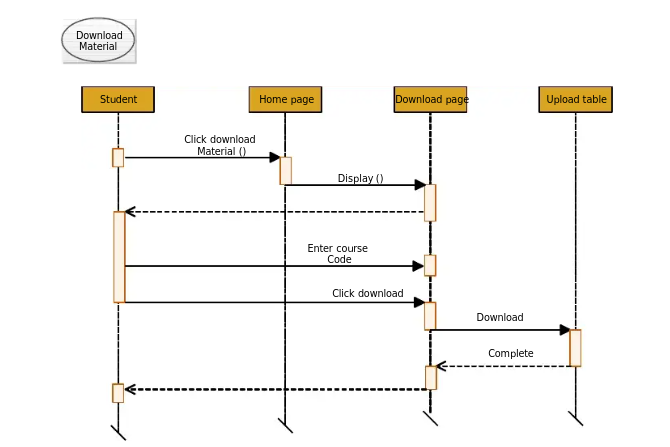 Download
Material
Student
Home page
Download page
Upload table
Click download
Material ()
Display ()
Enter course
Code
Click download
Download
Complete